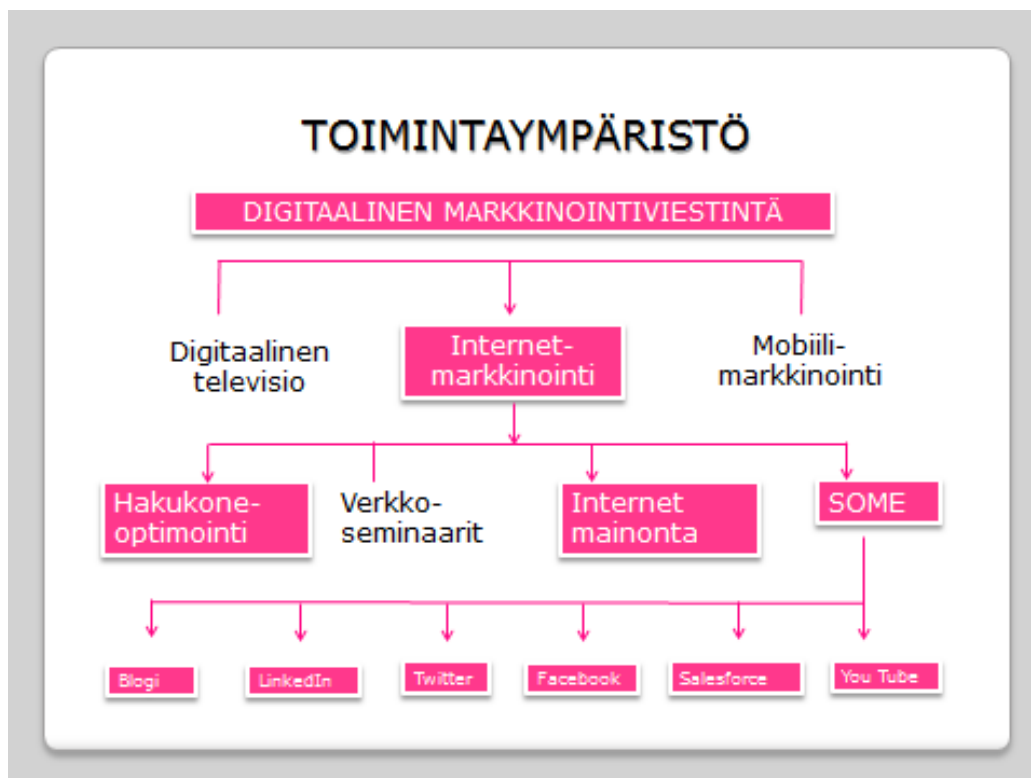 TOIMINTAYMPÄRISTÖ
DIGITAALINEN MARKKINOINTIVIESTINTÄ
Digitaalinen
televisio
Internet-
markkinointi
Mobiili-
markkinointi
Hakukone-
optimointi
Verkko-
seminaarit
Internet
mainonta
SOME
Blogi
LinkedIn
Twitter
Facebook
Salesforce
You Tube